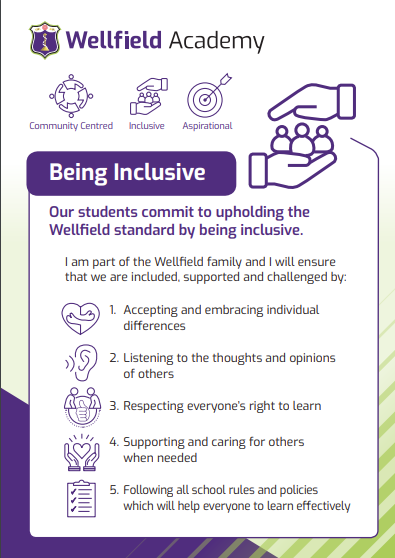 Wellfield Academy
Community Centred
Inclusive
Aspirational
Being Inclusive
Our students commit to upholding the
Wellfield standard by being inclusive.
I am part of the Wellfield family and I will ensure
that we are included, supported and challenged by:
1. Accepting and embracing individual
differences
2. Listening to the thoughts and opinions
of others
3. Respecting everyone's right to learn
4. Supporting and caring for others
when needed
5. Following all school rules and policies
which will help everyone to learn effectively